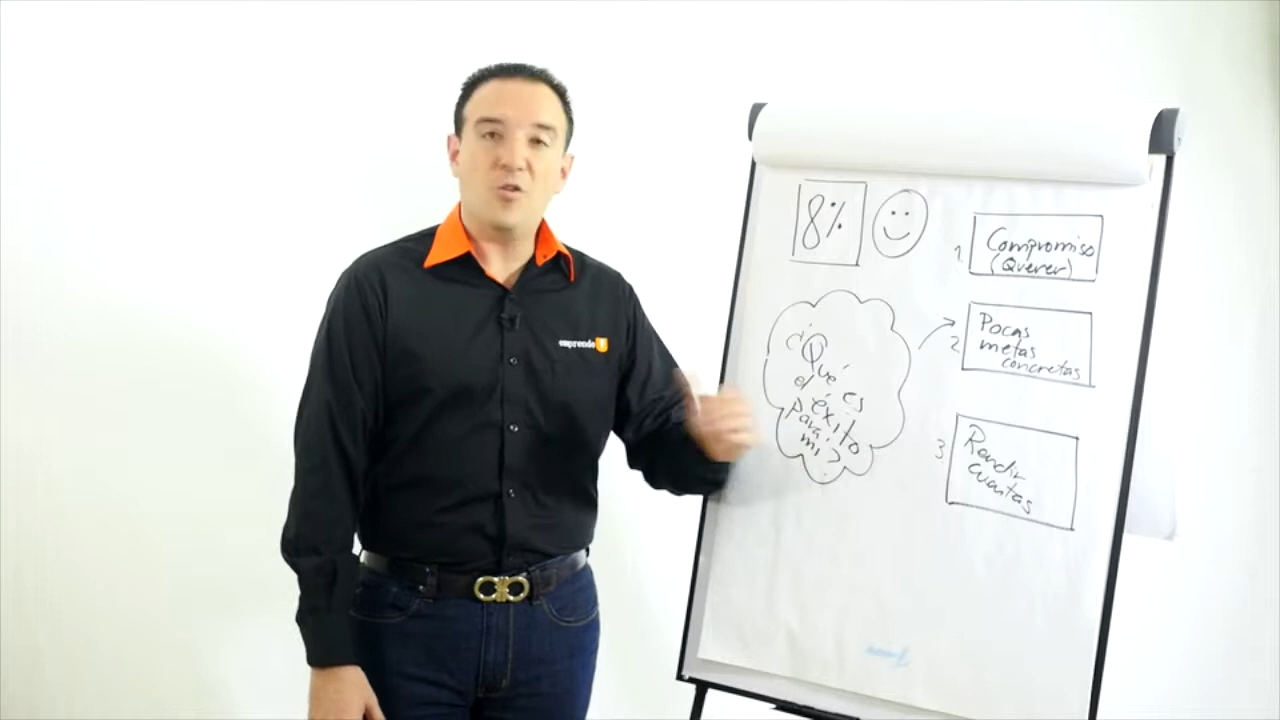 emprende
8%
1. Compromiso
(Querer)
¿Qué es
el éxito
para
mi?
2. Pocas
metas
concretas
3 Rendir
cuentas